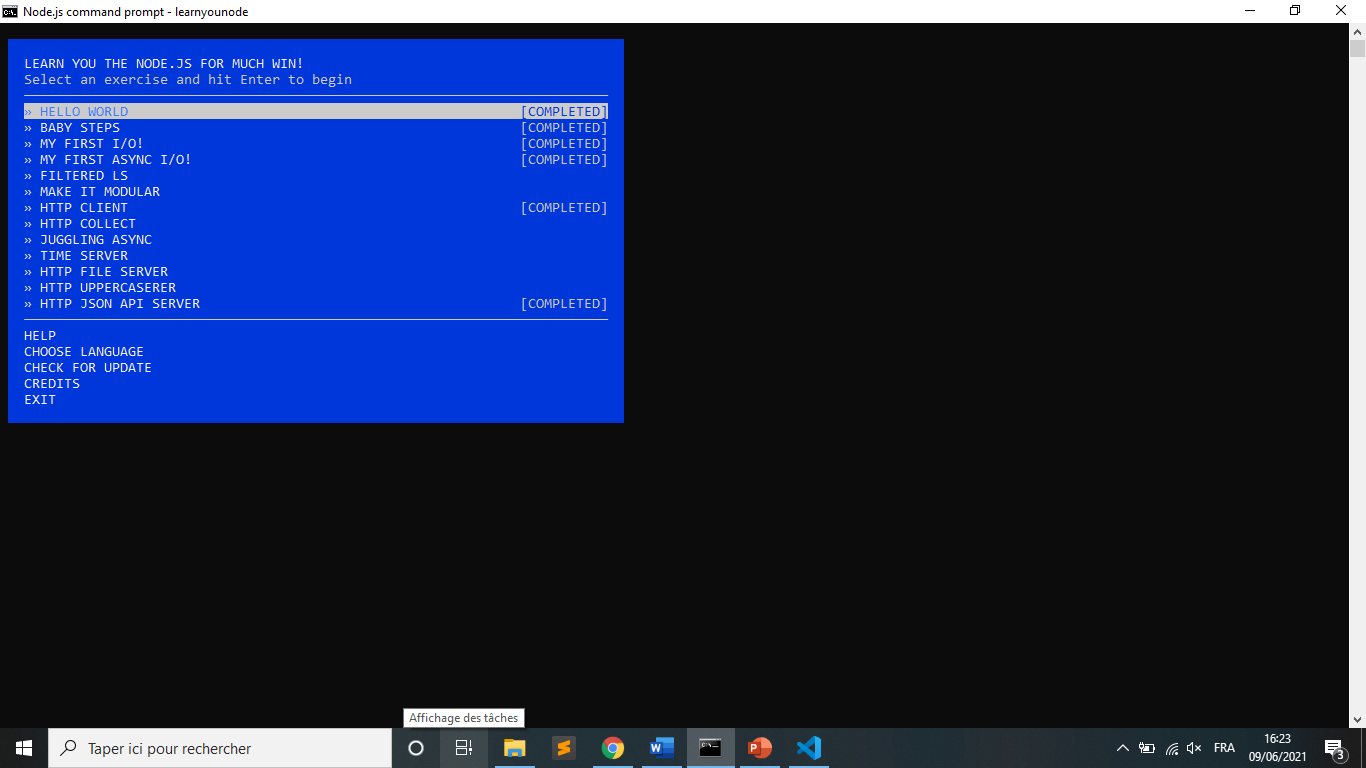 Node.js command prompt - learnyounode
LEARN YOU THE NODE.JS FOR MUCH WIN!
Select an exercise and hit Enter to begin
» HELLO WORLD [COMPLETED]
» BABY STEPS [COMPLETED]
» MY FIRST I/O! [COMPLETED]
» MY FIRST ASYNC I/O! [COMPLETED]
» FILTERED LS
» MAKE IT MODULAR
» HTTP CLIENT [COMPLETED]
» HTTP COLLECT
» JUGGLING ASYNC
» TIME SERVER
» HTTP FILE SERVER
» HTTP UPPERCASERER
» HTTP JSON API SERVER [COMPLETED]
HELP
CHOOSE LANGUAGE
CHECK FOR UPDATE
CREDITS
EXIT
Affichage des tâches
Taper ici pour rechercher
FRA
16:23
09/06/2021
3